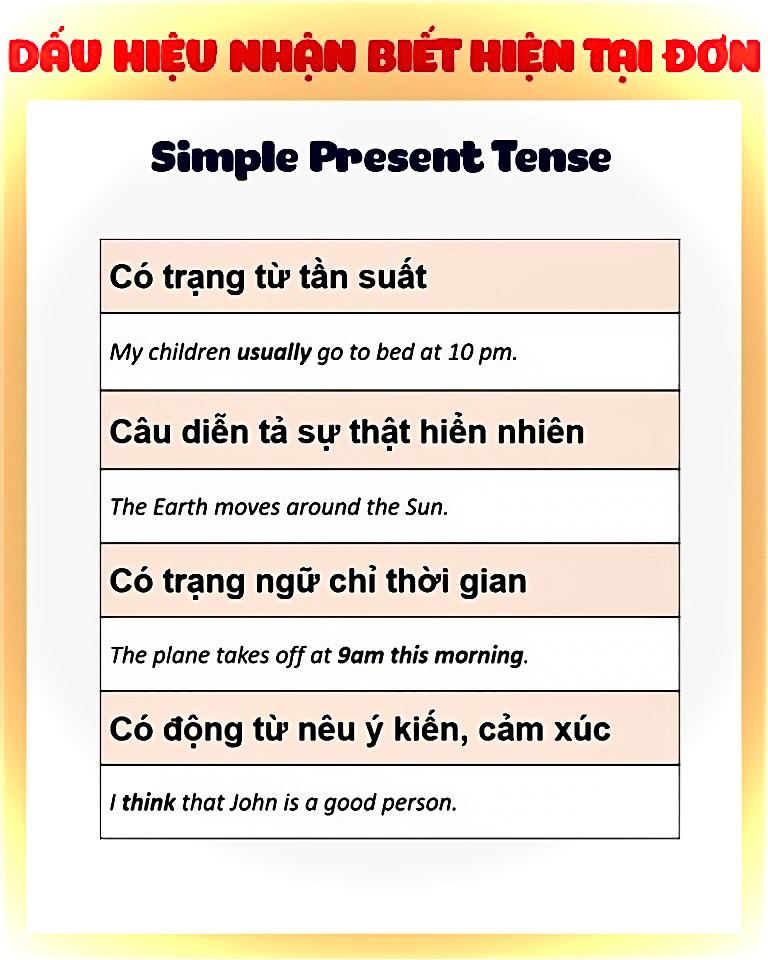 DẤU HIỆU NHẬN BIẾT HIỆN TẠI ĐƠN
Simple Present Tense
Có trạng từ tần suất
My children usually go to bed at 10 pm.
Câu diễn tả sự thật hiển nhiên
The Earth moves around the Sun.
Có trạng ngữ chỉ thời gian
The plane takes off at 9am this morning.
Có động từ nêu ý kiến, cảm xúc
I think that John is a good person.